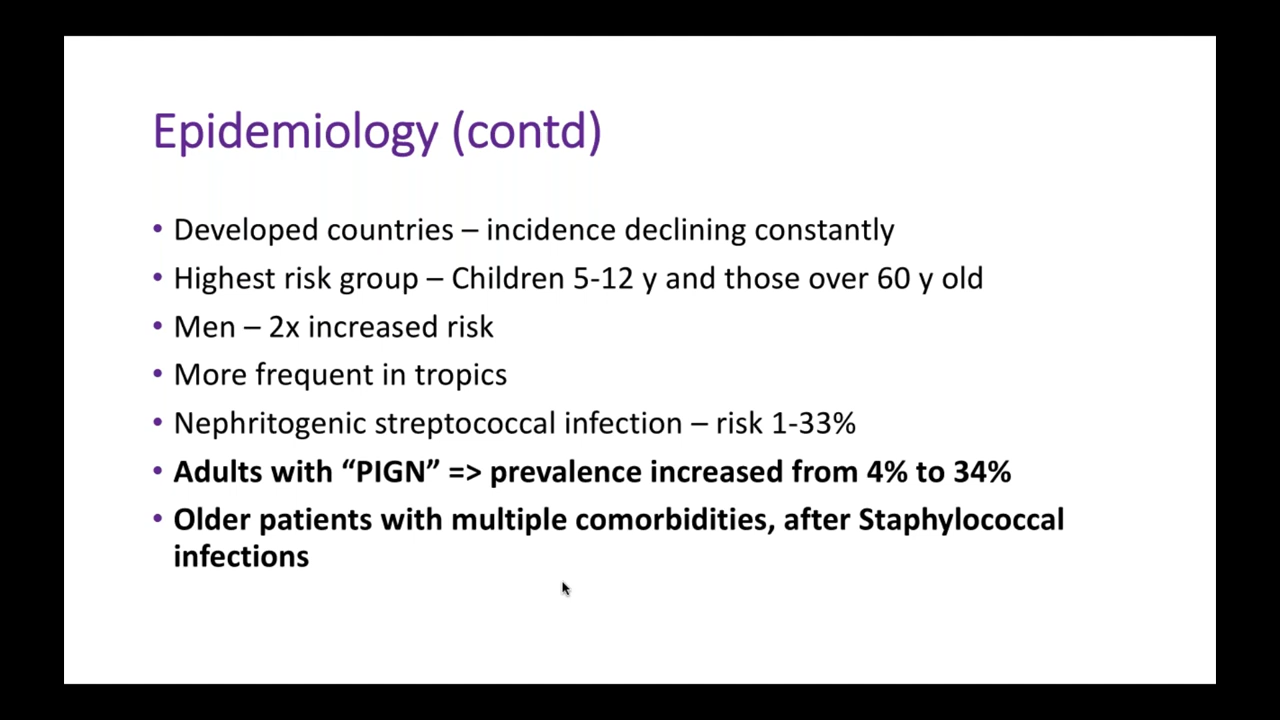 Epidemiology (contd)
• Developed countries – incidence declining constantly
• Highest risk group – Children 5-12 y and those over 60 y old
• Men – 2x increased risk
• More frequent in tropics
• Nephritogenic streptococcal infection – risk 1-33%
• Adults with “PIGN” => prevalence increased from 4% to 34%
• Older patients with multiple comorbidities, after Staphylococcal
infections